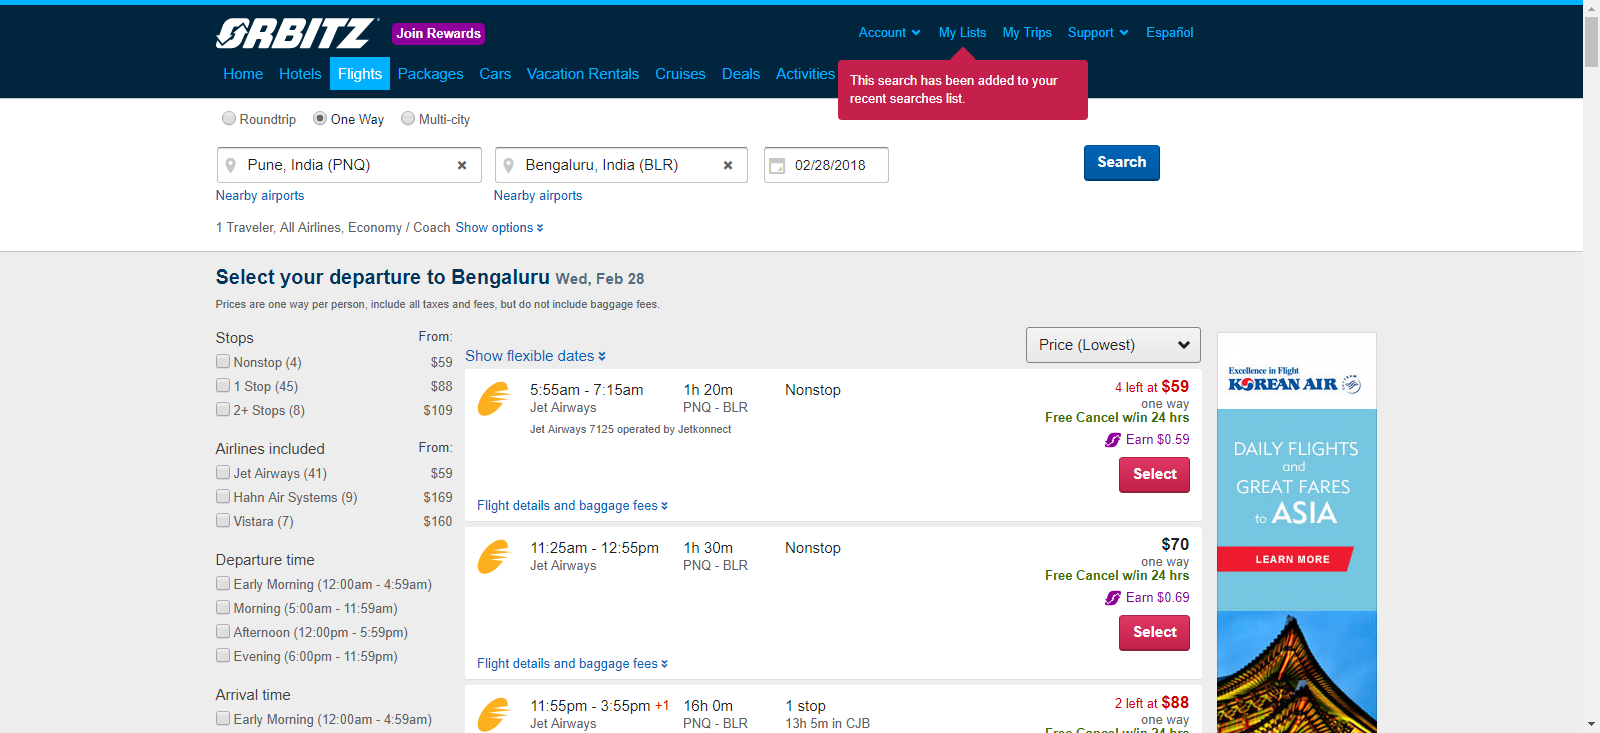 ORBITZ
Join Rewards
Account
My Lists
My Trips
Support
Español
Home
Hotels
Flights
Packages
Cars
Vacation Rentals
Cruises
Deals
Activities
This search has been added to your
recent searches list.
Roundtrip
One Way
Multi-city
Pune, India (PNQ)
Bengaluru, India (BLR)
02/28/2018
Search
Nearby airports
Nearby airports
1 Traveler, All Airlines, Economy / Coach Show options
Select your departure to Bengaluru Wed, Feb 28
Prices are one way per person, include all taxes and fees, but do not include baggage fees.
Stops From:
Nonstop (4) $59
1 Stop (45) $88
2+ Stops (8) $109
Airlines included From:
Jet Airways (41) $59
Hahn Air Systems (9) $169
Vistara (7) $160
Departure time
Early Morning (12:00am - 4:59am)
Morning (5:00am - 11:59am)
Afternoon (12:00pm - 5:59pm)
Evening (6:00pm - 11:59pm)
Arrival time
Early Morning (12:00am - 4:59am)
Show flexible dates
Price (Lowest)
5:55am - 7:15am 1h 20m Nonstop 4 left at $59
Jet Airways PNQ - BLR one way
Free Cancel w/in 24 hrs
Jet Airways 7125 operated by Jetkonnect
Earn $0.59
Select
Flight details and baggage fees
11:25am - 12:55pm 1h 30m Nonstop $70
Jet Airways PNQ - BLR one way
Free Cancel w/in 24 hrs
Earn $0.69
Select
Flight details and baggage fees
11:55pm - 3:55pm +1 16h 0m 1 stop 2 left at $88
Jet Airways PNQ - BLR 13h 5m in CJB one way
Free Cancel w/in 24 hrs
Excellence in Flight
KOREAN AIR
DAILY FLIGHTS
and
GREAT FARES
to ASIA
LEARN MORE